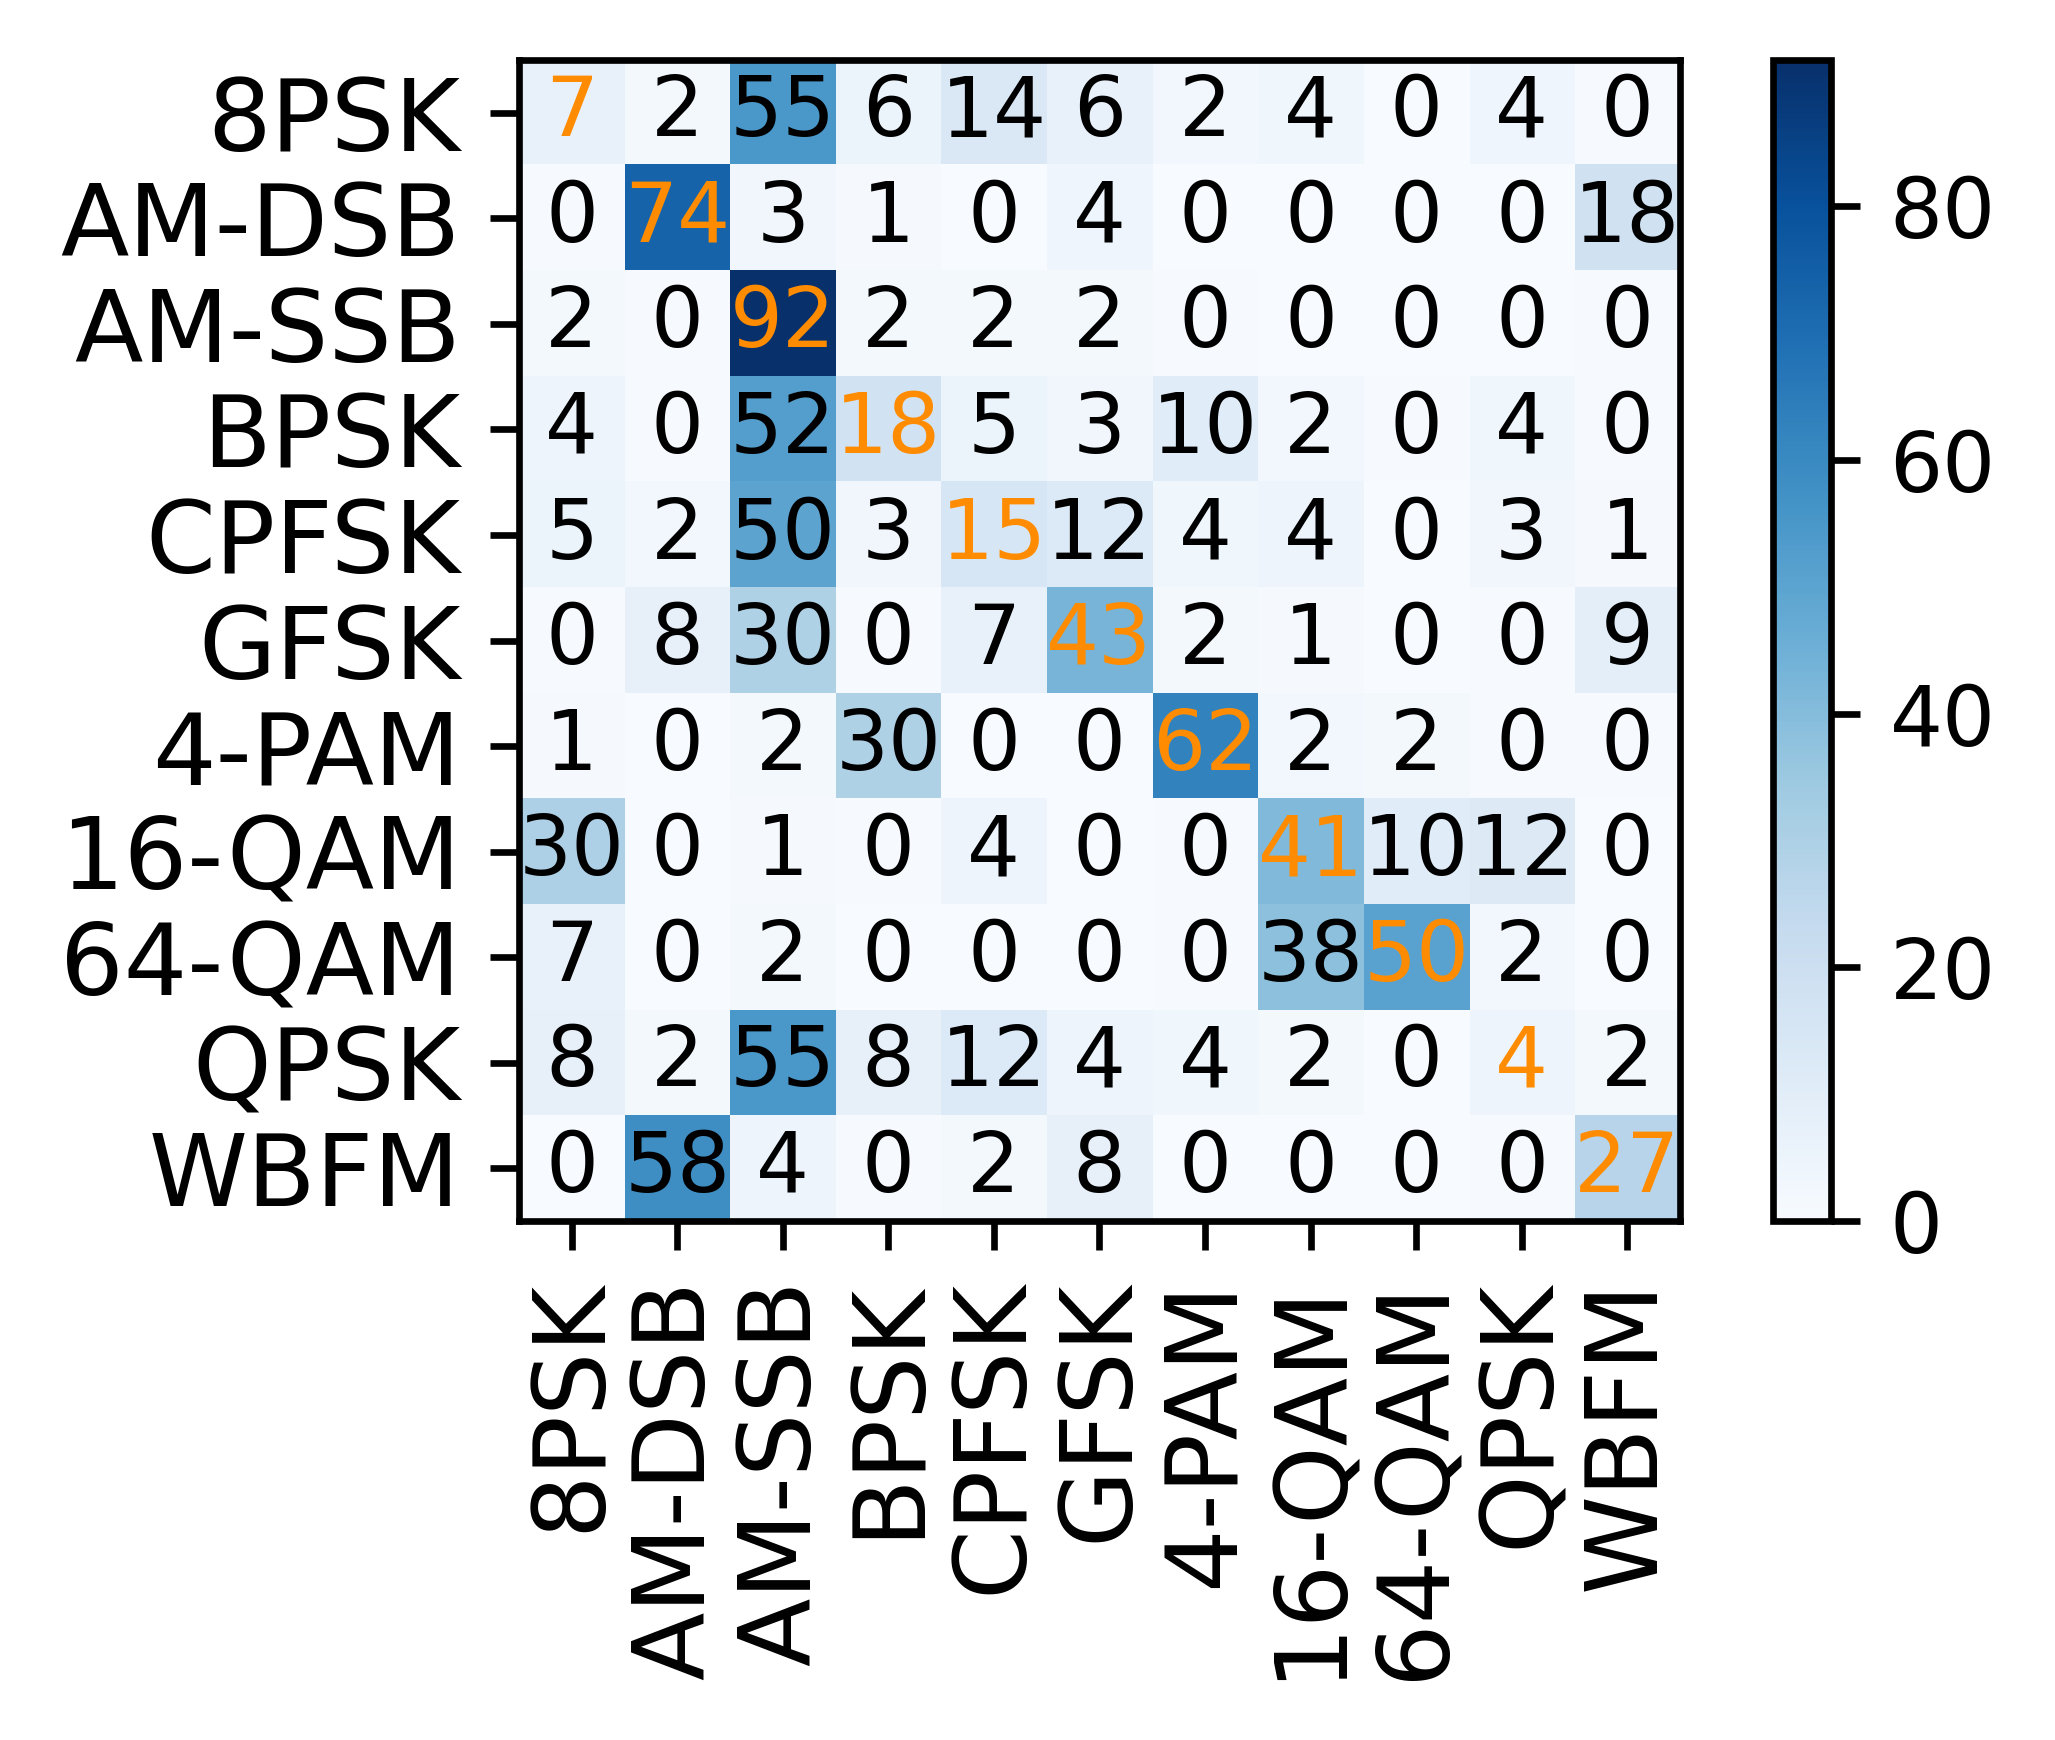 8PSK 7 2 55 6 14 6 2 4 0 4 0
AM-DSB 0 74 3 1 0 4 0 0 0 0 18
AM-SSB 2 0 92 2 2 2 0 0 0 0 0
BPSK 4 0 52 18 5 3 10 2 0 4 0
CPFSK 5 2 50 3 15 12 4 4 0 3 1
GFSK 0 8 30 0 7 43 2 1 0 0 9
4-PAM 1 0 2 30 0 0 62 2 2 0 0
16-QAM 30 0 1 0 4 0 0 41 10 12 0
64-QAM 7 0 2 0 0 0 0 38 50 2 0
QPSK 8 2 55 8 12 4 4 2 0 4 2
WBFM 0 58 4 0 2 8 0 0 0 0 27
8PSK AM-DSB AM-SSB BPSK CPFSK GFSK 4-PAM 16-QAM 64-QAM QPSK WBFM
80
60
40
20
0